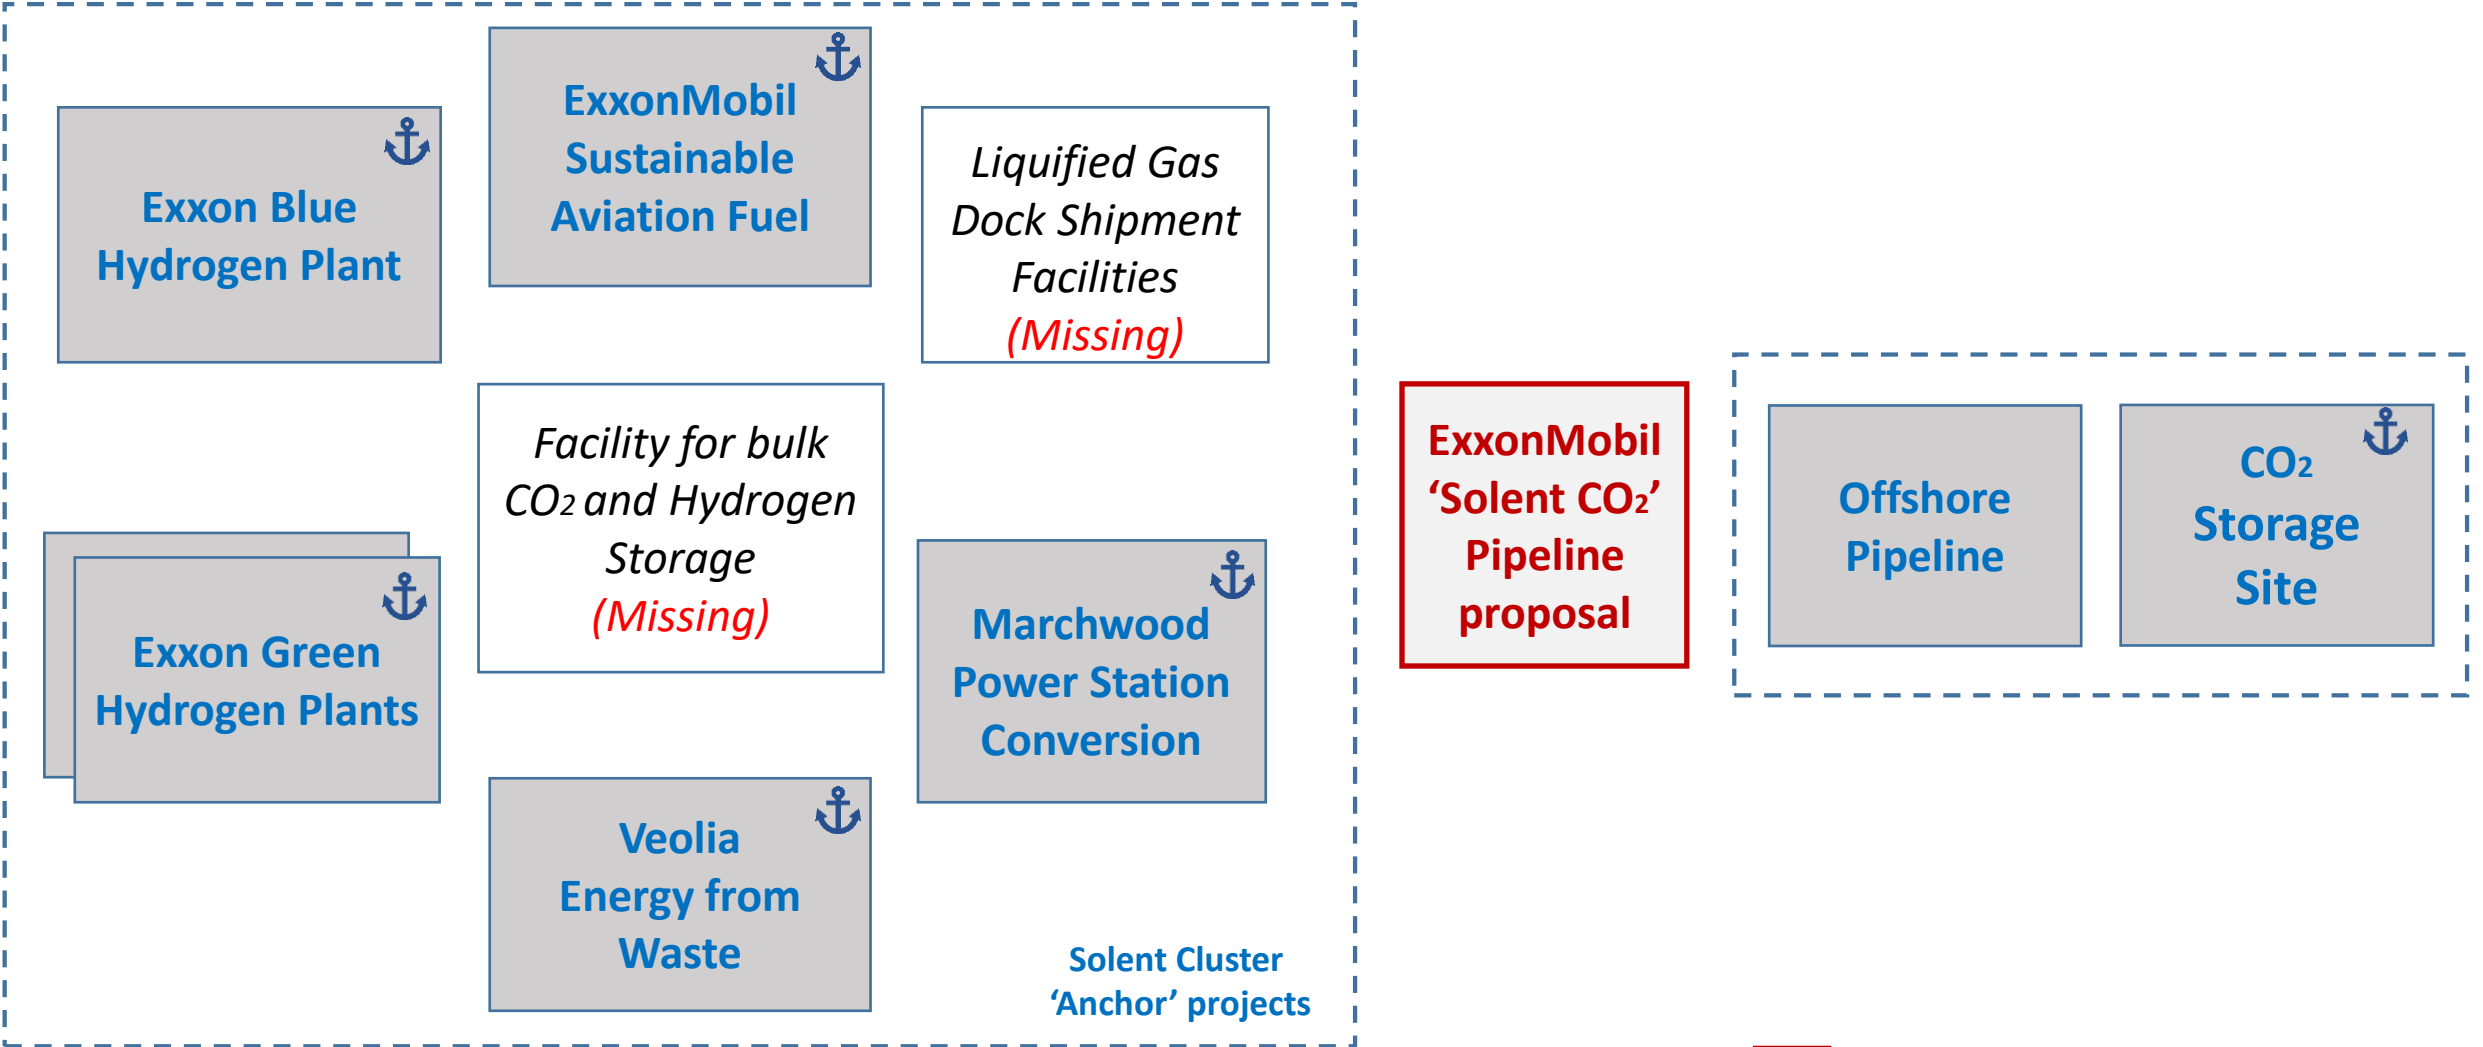 Exxon Blue
Hydrogen Plant
ExxonMobil
Sustainable
Aviation Fuel
Liquified Gas
Dock Shipment
Facilities
(Missing)
Facility for bulk
CO2 and Hydrogen
Storage
(Missing)
Exxon Green
Hydrogen Plants
Marchwood
Power Station
Conversion
Veolia
Energy from
Waste
Solent Cluster
‘Anchor’ projects
ExxonMobil
‘Solent CO2’
Pipeline
proposal
Offshore
Pipeline
CO2
Storage
Site